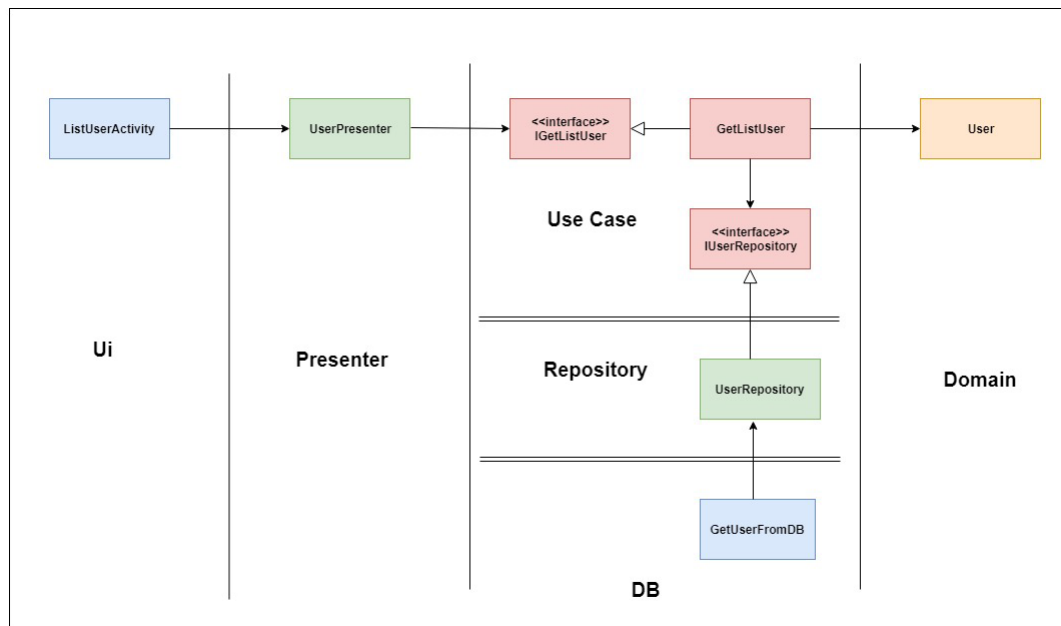 ListUserActivity
UserPresenter
<<interface>>
IGetListUser
GetListUser
User
Use Case
<<interface>>
IUserRepository
Ui
Presenter
Repository
UserRepository
Domain
GetUserFromDB
DB